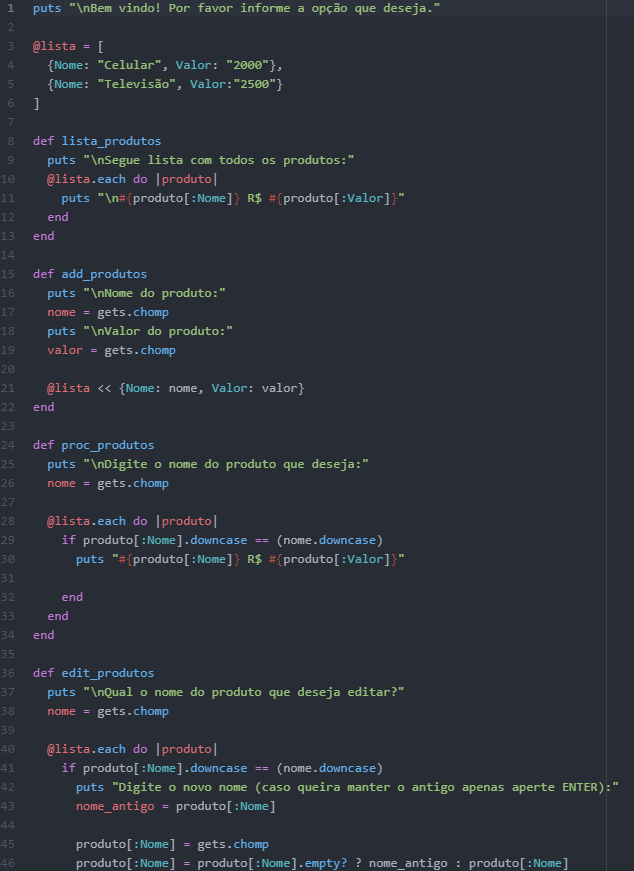 1 puts "\nBem vindo! Por favor informe a opção que deseja."
2
3 @lista = [
4   {Nome: "Celular", Valor: "2000"},
5   {Nome: "Televisão", Valor:"2500"}
6 ]
7
8 def lista_produtos
9   puts "\nSegue lista com todos os produtos:"
10   @lista.each do |produto|
11     puts "\n#{produto[:Nome]} R$ #{produto[:Valor]}"
12   end
13 end
14
15 def add_produtos
16   puts "\nNome do produto:"
17   nome = gets.chomp
18   puts "\nValor do produto:"
19   valor = gets.chomp
20
21   @lista << {Nome: nome, Valor: valor}
22 end
23
24 def proc_produtos
25   puts "\nDigite o nome do produto que deseja:"
26   nome = gets.chomp
27
28   @lista.each do |produto|
29     if produto[:Nome].downcase == (nome.downcase)
30       puts "#{produto[:Nome]} R$ #{produto[:Valor]}"
31
32     end
33   end
34 end
35
36 def edit_produtos
37   puts "\nQual o nome do produto que deseja editar?"
38   nome = gets.chomp
39
40   @lista.each do |produto|
41     if produto[:Nome].downcase == (nome.downcase)
42       puts "Digite o novo nome (caso queira manter o antigo apenas aperte ENTER):"
43       nome_antigo = produto[:Nome]
44
45       produto[:Nome] = gets.chomp
46       produto[:Nome] = produto[:Nome].empty? ? nome_antigo : produto[:Nome]